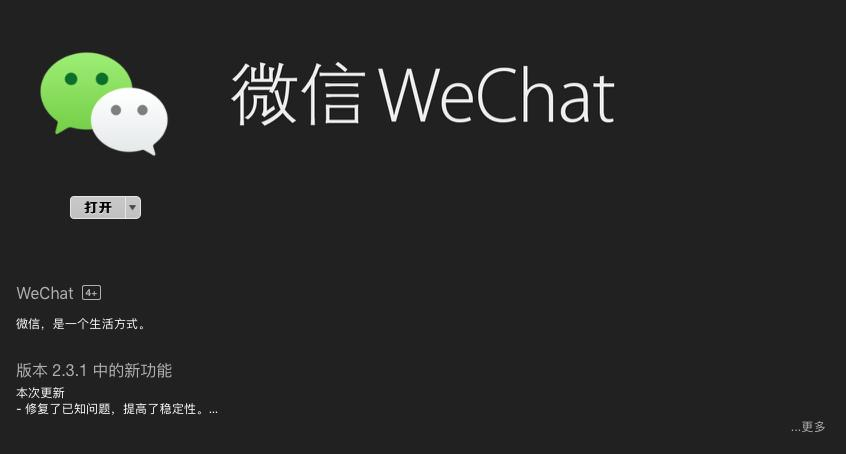 微信 WeChat
打开
WeChat 4+
微信，是一个生活方式。
版本 2.3.1 中的新功能
本次更新
- 修复了已知问题，提高了稳定性。...
...更多